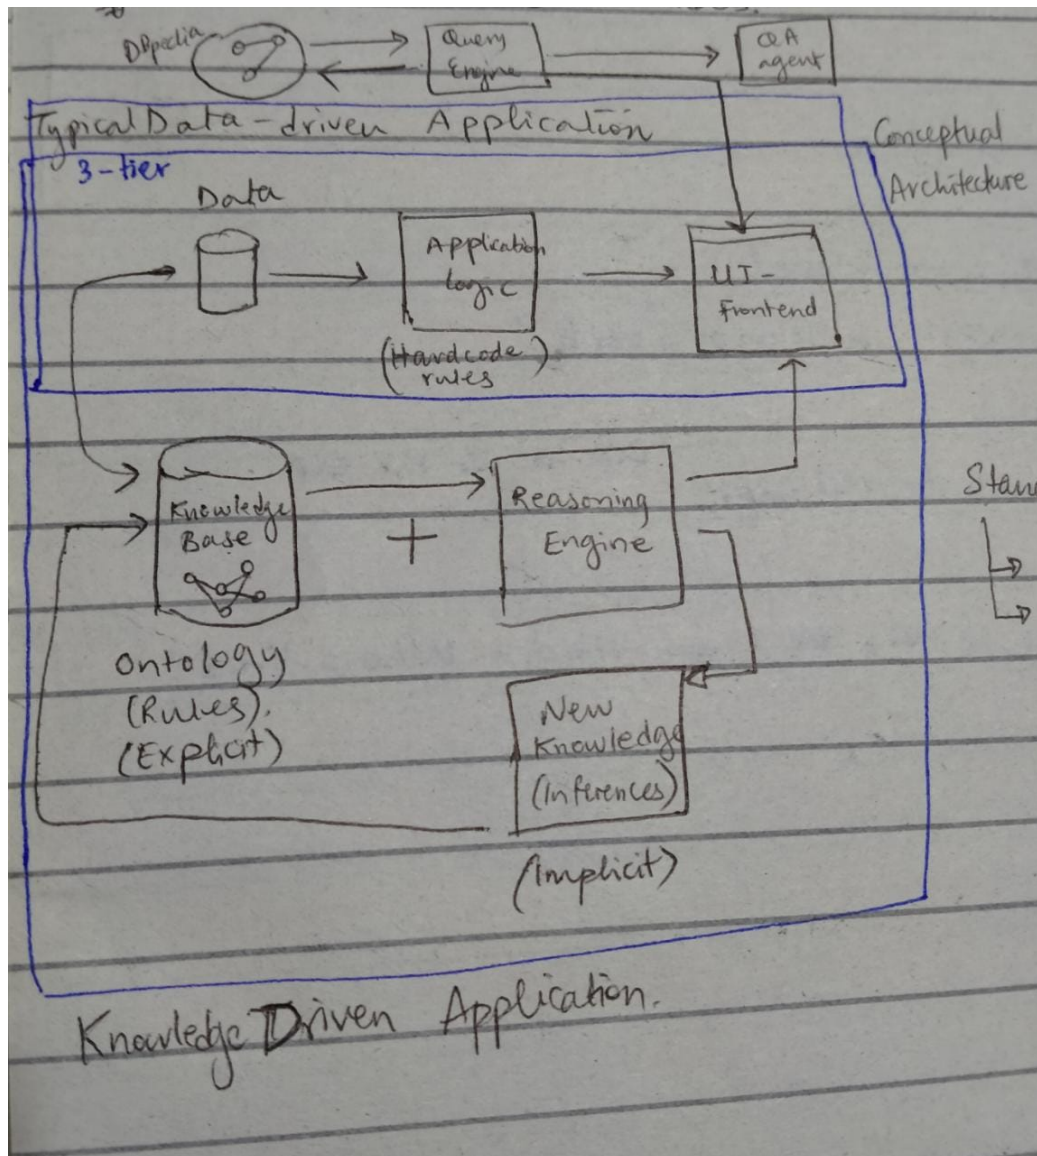 DBpedia
Query
Engine
QA
agent
Typical Data-driven Application
Conceptual
Architecture
3-tier
Data
Application
Logic
(Hardcode
rules)
UI-
Frontend
Knowledge
Base
+
Reasoning
Engine
Ontology
(Rules).
(Explicit)
New
Knowledge
(Inferences)
(Implicit)
Knowledge Driven Application.